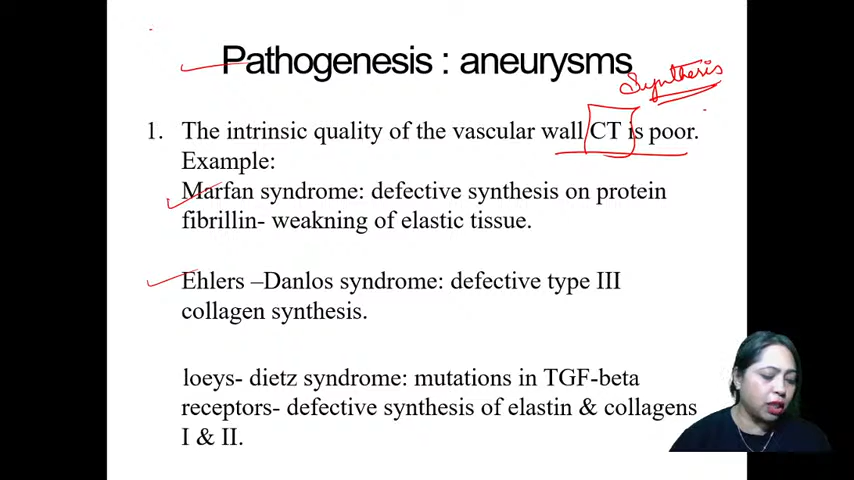 Pathogenesis : aneurysms
Synthesis
1. The intrinsic quality of the vascular wall CT is poor.
Example:
Marfan syndrome: defective synthesis on protein
fibrillin- weakning of elastic tissue.
Ehlers –Danlos syndrome: defective type III
collagen synthesis.
loeys- dietz syndrome: mutations in TGF-beta
receptors- defective synthesis of elastin & collagens
I & II.